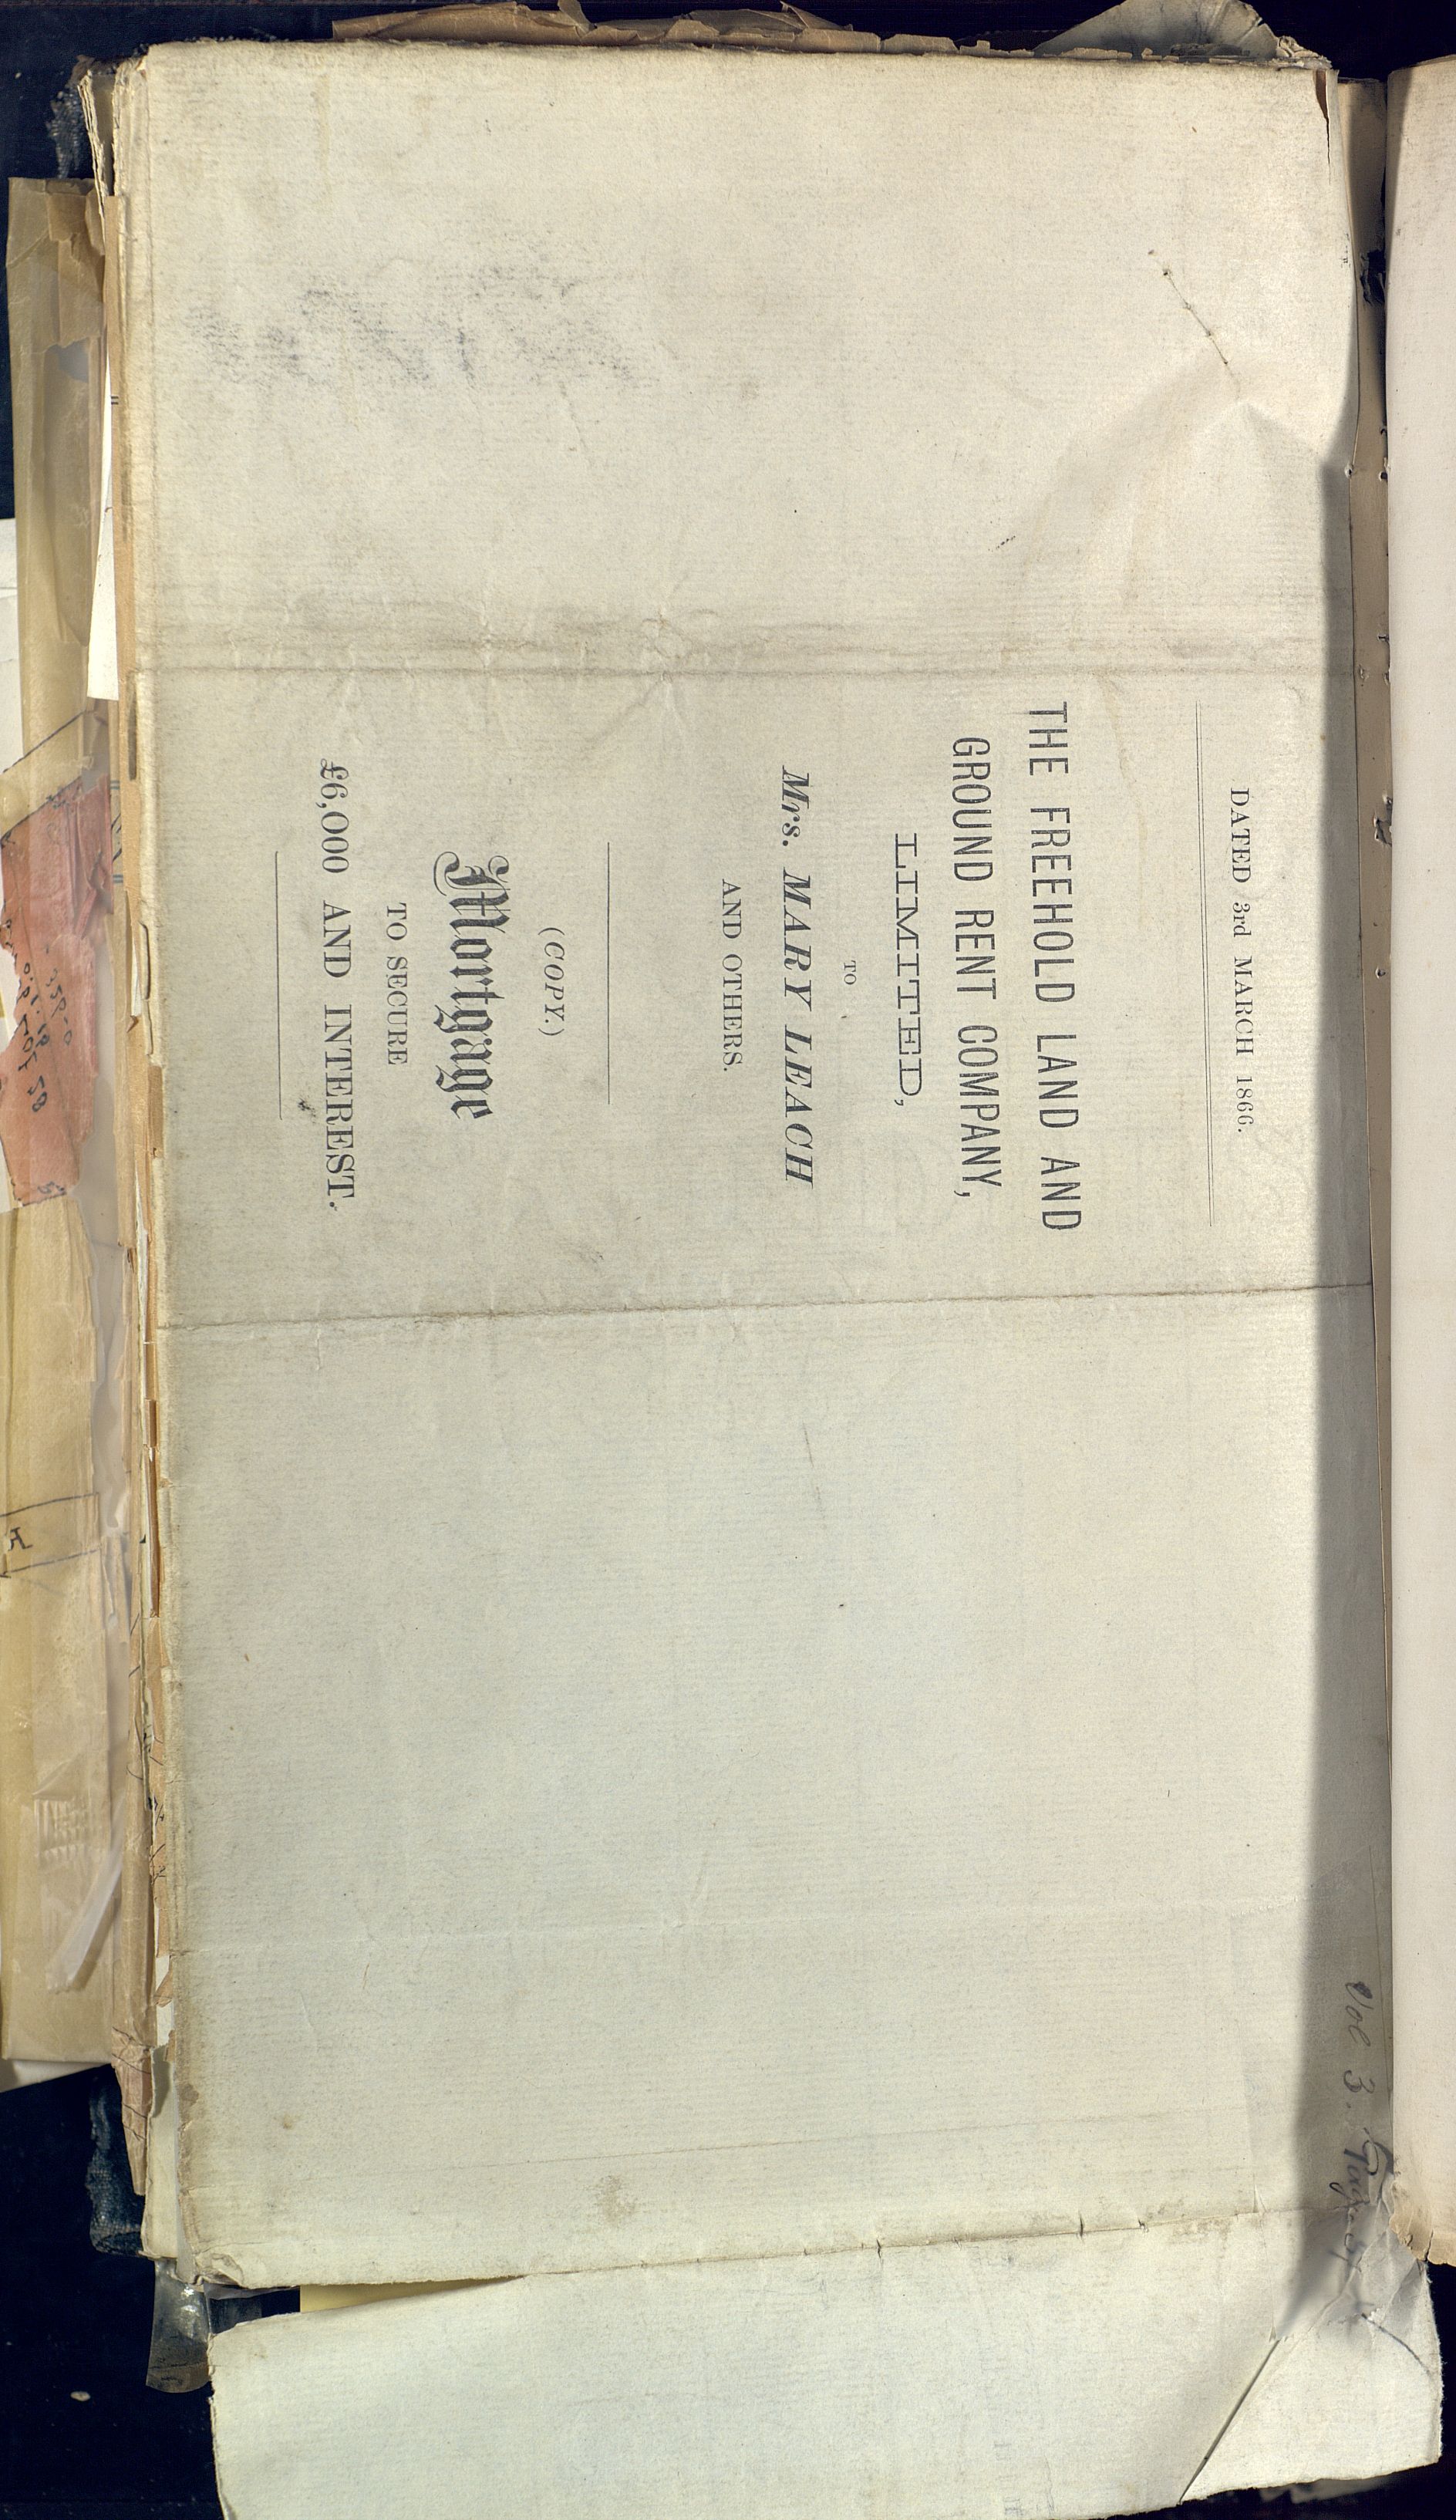 DATED 3rd MARCH 1866.
THE FREEHOLD LAND AND
GROUND RENT COMPANY,
LIMITED,
TO
Mrs. MARY LEACH
AND OTHERS.
(COPY.)
Mortgage
TO SECURE
£6,000 AND INTEREST.
Vol 3.